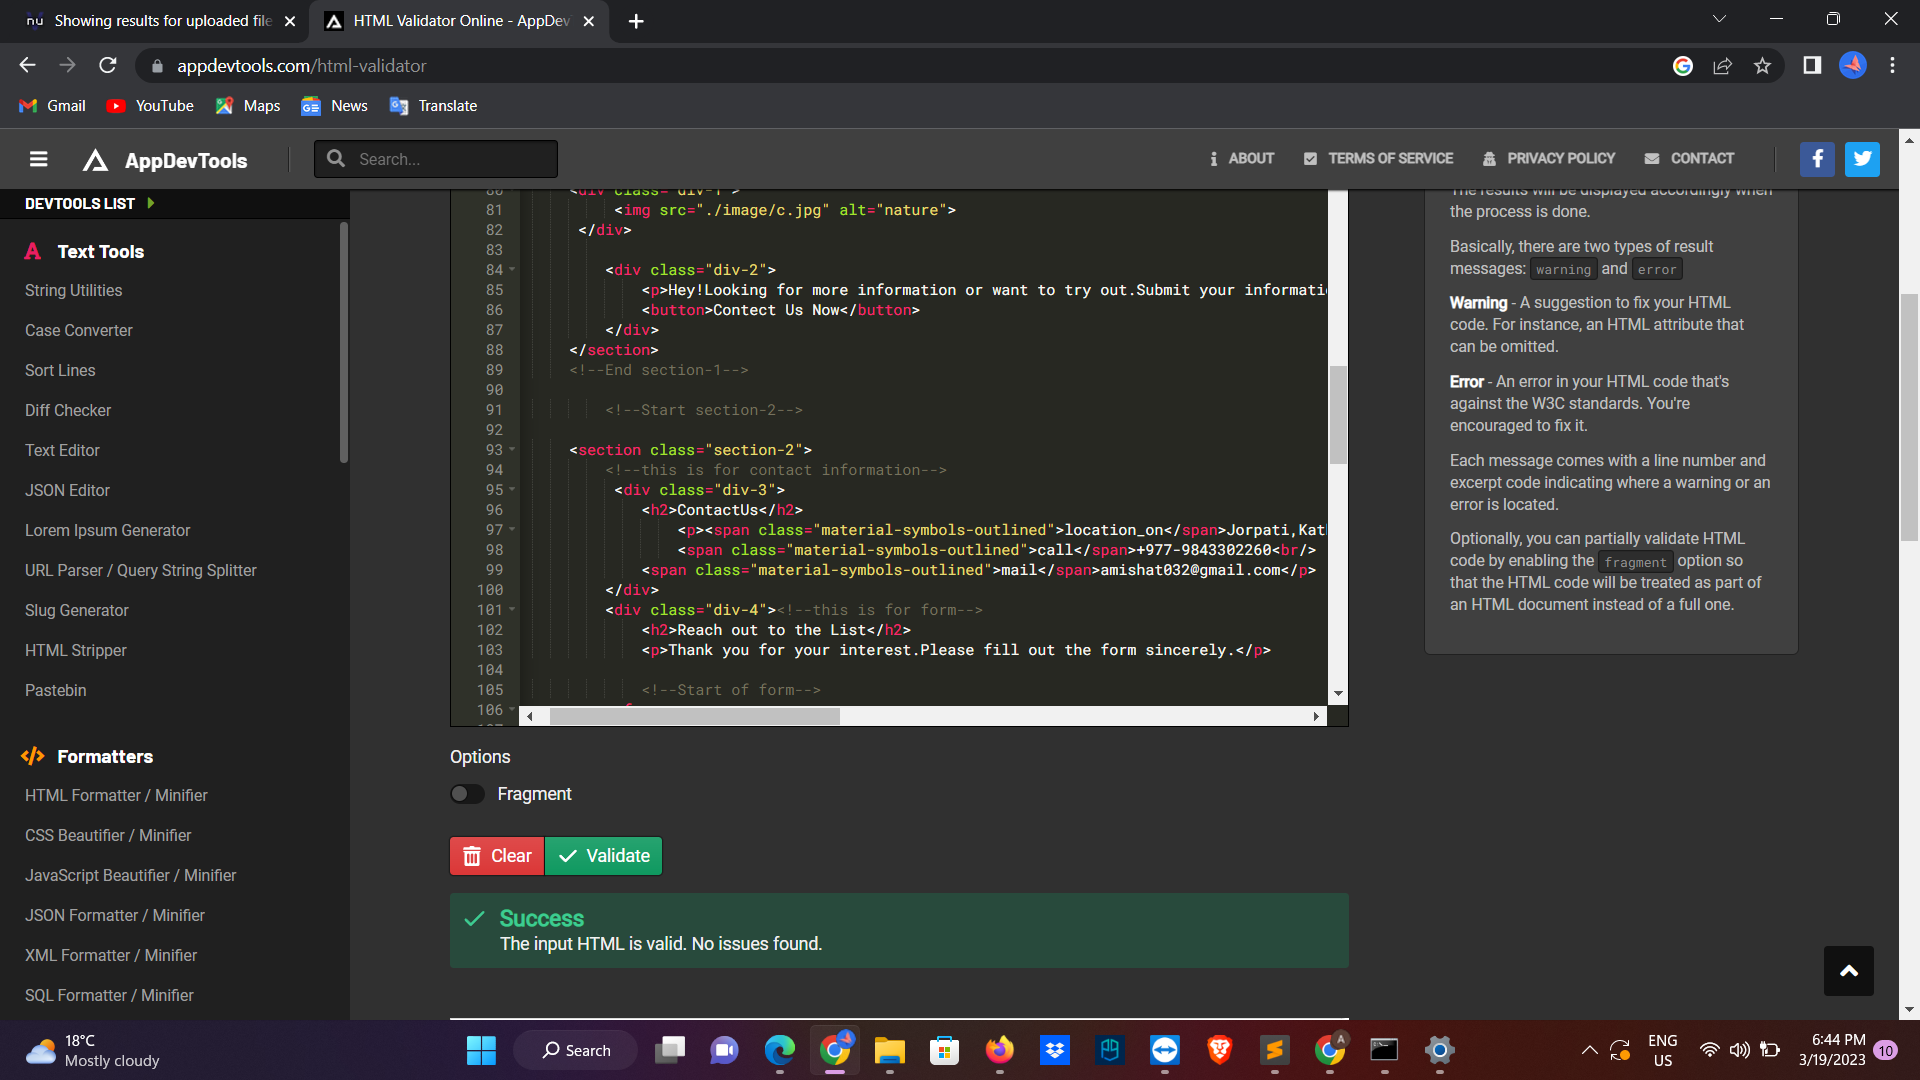 Showing results for uploaded file
HTML Validator Online - AppDev
appdevtools.com/html-validator
Gmail
YouTube
Maps
News
Translate
AppDevTools
Search...
ABOUT
TERMS OF SERVICE
PRIVACY POLICY
CONTACT
DEVTOOLS LIST
Text Tools
String Utilities
Case Converter
Sort Lines
Diff Checker
Text Editor
JSON Editor
Lorem Ipsum Generator
URL Parser / Query String Splitter
Slug Generator
HTML Stripper
Pastebin
Formatters
HTML Formatter / Minifier
CSS Beautifier / Minifier
JavaScript Beautifier / Minifier
JSON Formatter / Minifier
XML Formatter / Minifier
SQL Formatter / Minifier
80 <div class="div-1">
81 <img src="./image/c.jpg" alt="nature">
82 </div>
83
84 <div class="div-2">
85 <p>Hey!Looking for more information or want to try out.Submit your informati
86 <button>Contect Us Now</button>
87 </div>
88 </section>
89 <!--End section-1-->
90
91 <!--Start section-2-->
92
93 <section class="section-2">
94 <!--this is for contact information-->
95 <div class="div-3">
96 <h2>ContactUs</h2>
97 <p><span class="material-symbols-outlined">location_on</span>Jorpati,Kat
98 <span class="material-symbols-outlined">call</span>+977-9843302260<br/>
99 <span class="material-symbols-outlined">mail</span>amishat032@gmail.com</p>
100 </div>
101 <div class="div-4"><!--this is for form-->
102 <h2>Reach out to the List</h2>
103 <p>Thank you for your interest.Please fill out the form sincerely.</p>
104
105 <!--Start of form-->
106
Options
Fragment
Clear
Validate
Success
The input HTML is valid. No issues found.
The results will be displayed accordingly when
the process is done.
Basically, there are two types of result
messages: warning and error
Warning - A suggestion to fix your HTML
code. For instance, an HTML attribute that
can be omitted.
Error - An error in your HTML code that's
against the W3C standards. You're
encouraged to fix it.
Each message comes with a line number and
excerpt code indicating where a warning or an
error is located.
Optionally, you can partially validate HTML
code by enabling the fragment option so
that the HTML code will be treated as part of
an HTML document instead of a full one.
18°C
Mostly cloudy
Search
ENG
US
6:44 PM
3/19/2023
10